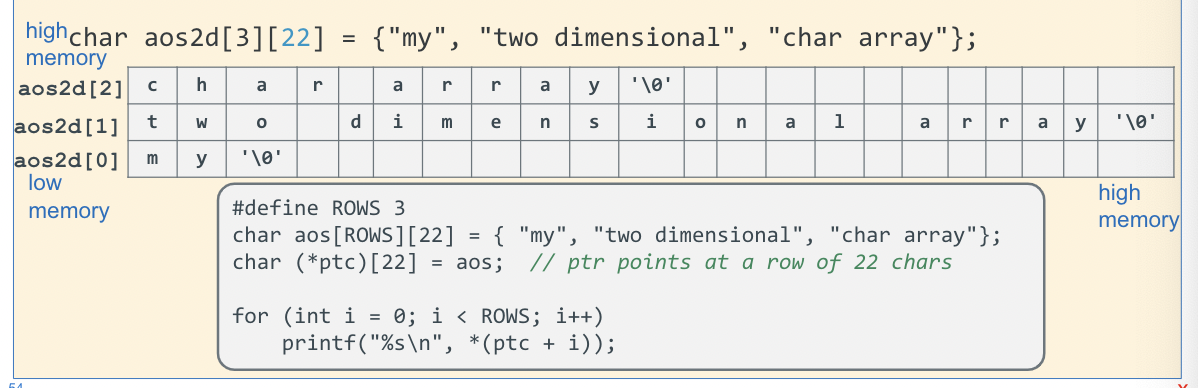 high
memory
char aos2d[3][22] = {"my", "two dimensional", "char array"};
aos2d[2] c h a r a r r a y '\0'
aos2d[1] t w o d i m e n s i o n a l a r r a y '\0'
aos2d[0] m y '\0'
low
memory
high
memory
#define ROWS 3
char aos[ROWS][22] = { "my", "two dimensional", "char array"};
char (*ptc)[22] = aos; // ptr points at a row of 22 chars
for (int i = 0; i < ROWS; i++)
printf("%s\n", *(ptc + i));